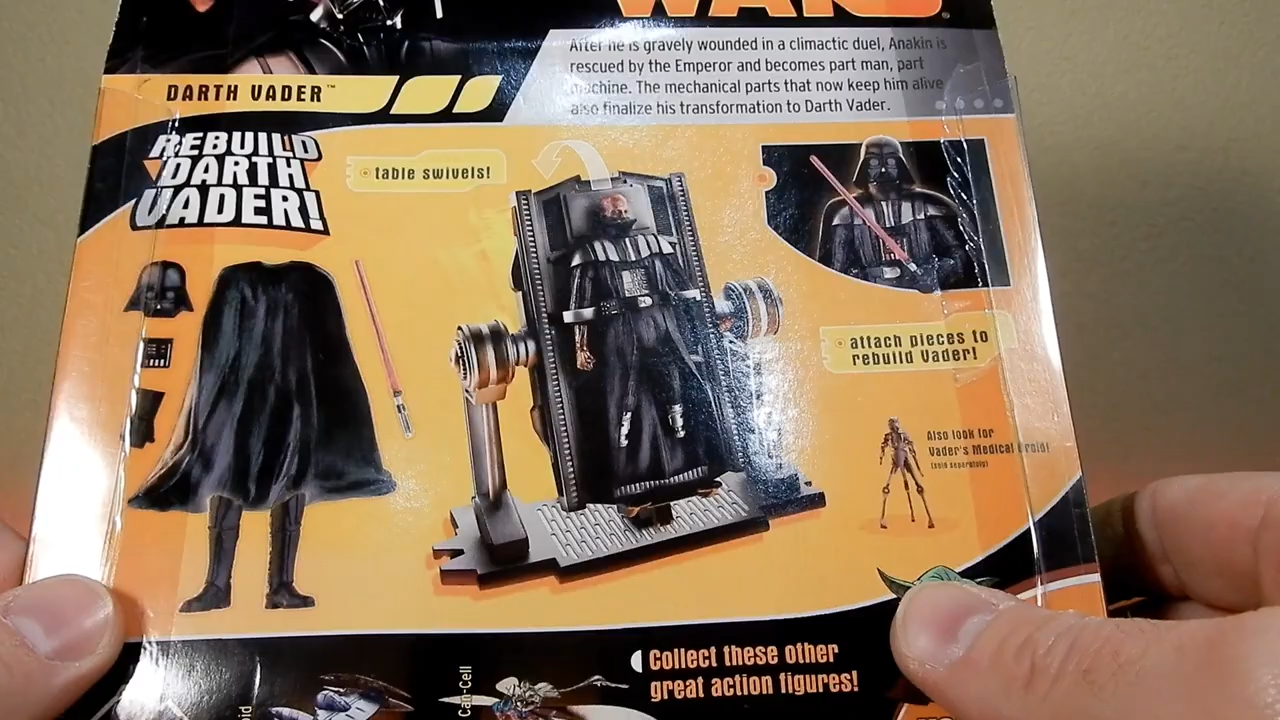 WARS
After he is gravely wounded in a climactic duel, Anakin is
rescued by the Emperor and becomes part man, part
machine. The mechanical parts that now keep him alive
also finalize his transformation to Darth Vader.
DARTH VADER™
REBUILD
DARTH
VADER!
table swivels!
attach pieces to
rebuild Vader!
Also look for
Vader's Medical Droid!
(sold separately)
Collect these other
great action figures!
Can-Cell